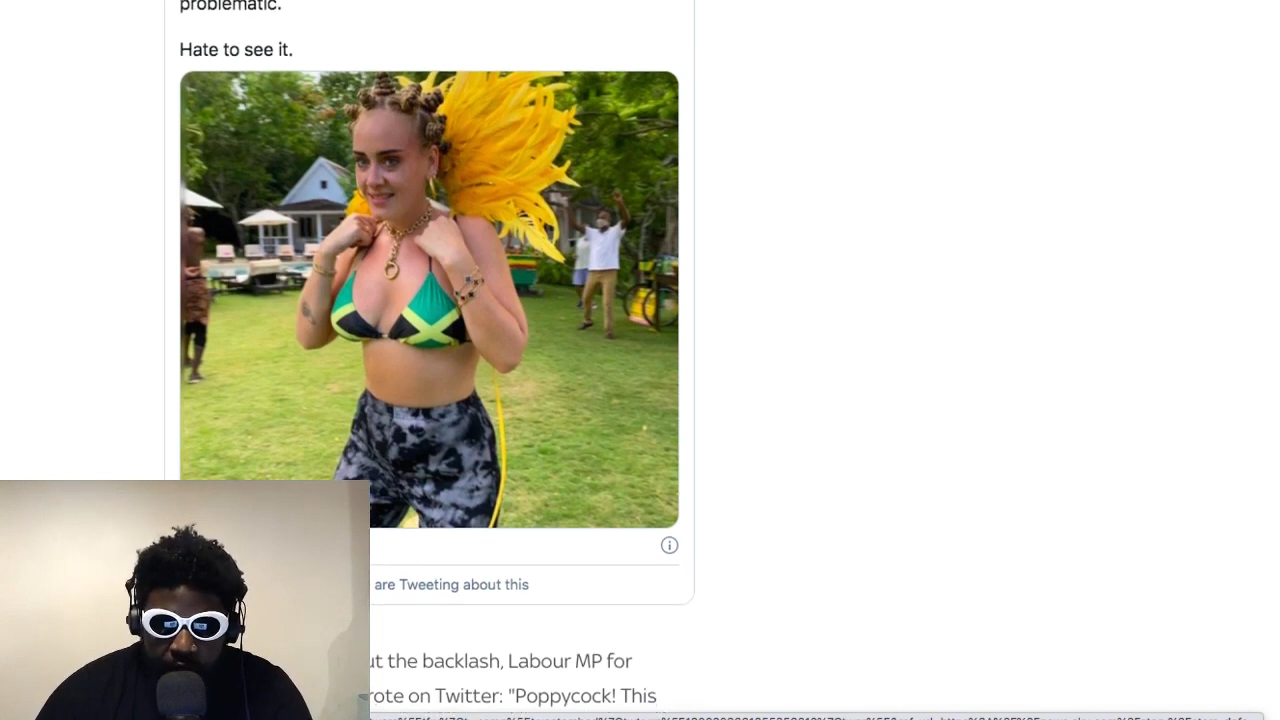 problematic.
Hate to see it.
are Tweeting about this
ut the backlash, Labour MP for
rote on Twitter: "Poppycock! This